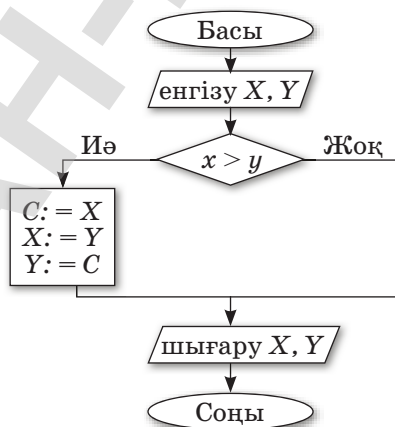 Басы
енгізу X, Y
Иә
x > y
Жоқ
C: = X
X: = Y
Y: = C
шығару X, Y
Соңы